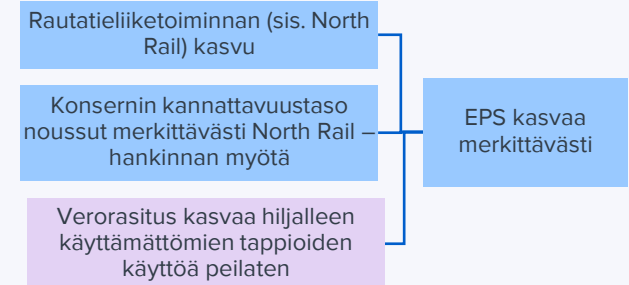 Rautatieliiketoiminnan (sis. North
Rail) kasvu
Konsernin kannattavuustaso
noussut merkittävästi North Rail –
hankinnan myötä
EPS kasvaa
merkittävästi
Verorasitus kasvaa hiljalleen
käyttämättömien tappioiden
käyttöä peilaten